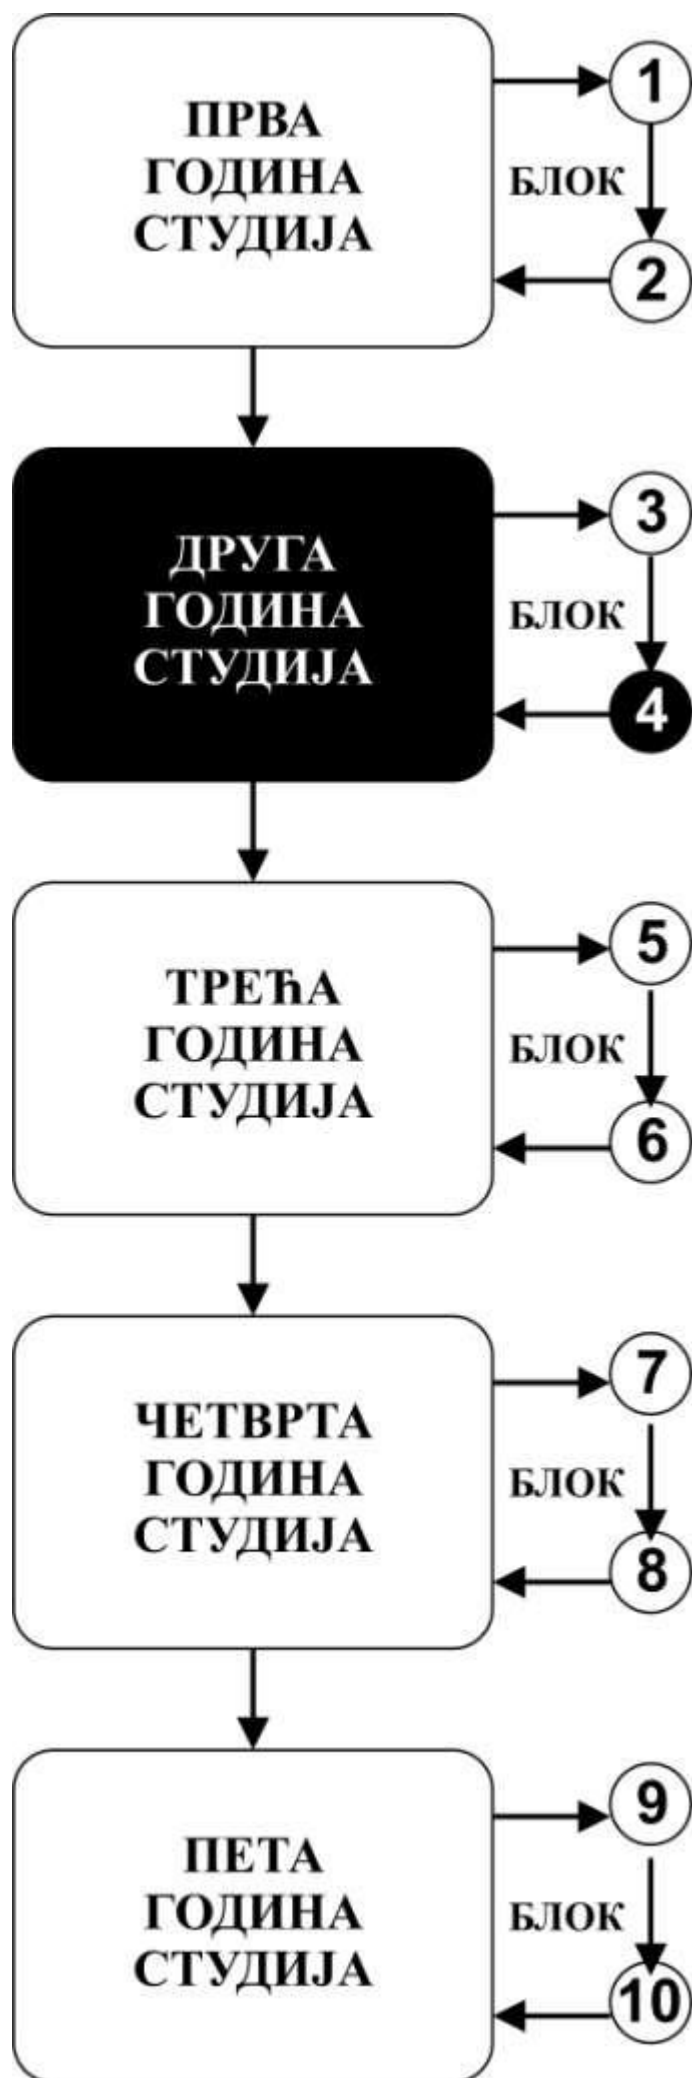 ПРВА
ГОДИНА
СТУДИЈА
1
БЛОК
2
ДРУГА
ГОДИНА
СТУДИЈА
3
БЛОК
4
ТРЕЋА
ГОДИНА
СТУДИЈА
5
БЛОК
6
ЧЕТВРТА
ГОДИНА
СТУДИЈА
7
БЛОК
8
ПЕТА
ГОДИНА
СТУДИЈА
9
БЛОК
10